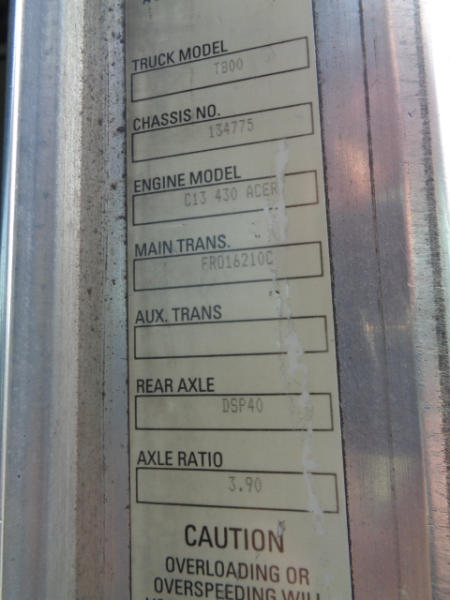 TRUCK MODEL
T800
CHASSIS NO.
134775
ENGINE MODEL
C13 430 ACER
MAIN TRANS.
FRO16210C
AUX. TRANS
REAR AXLE
DSP40
AXLE RATIO
3.90
CAUTION
OVERLOADING OR
OVERSPEEDING WILL